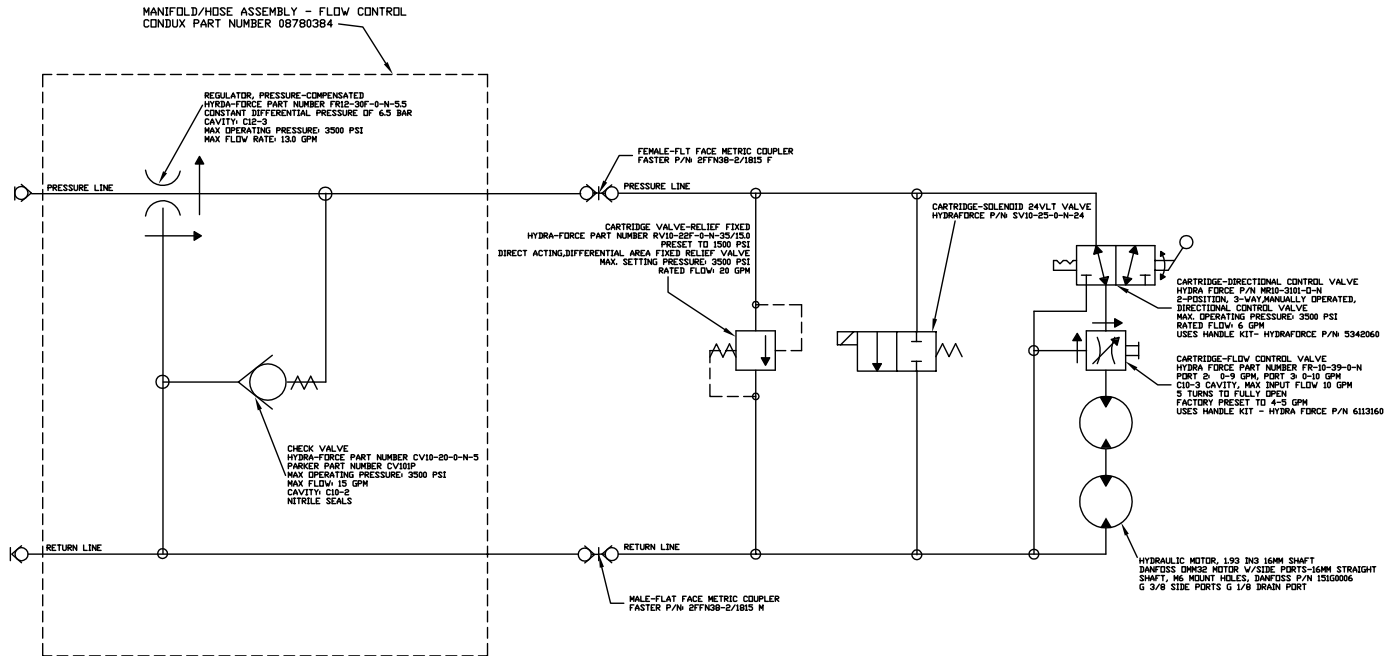 MANIFOLD/HOSE ASSEMBLY - FLOW CONTROL
CONDUX PART NUMBER 08780384
REGULATOR, PRESSURE-COMPENSATED
HYRDA-FORCE PART NUMBER FR12-30F-0-N-5.5
CONSTANT DIFFERENTIAL PRESSURE OF 6.5 BAR
CAVITY: C12-3
MAX OPERATING PRESSURE: 3500 PSI
MAX FLOW RATE: 13.0 GPM
PRESSURE LINE
FEMALE-FLT FACE METRIC COUPLER
FASTER P/N: 2FFN38-2/1815 F
PRESSURE LINE
CARTRIDGE-SOLENOID 24VLT VALVE
HYDRAFORCE P/N: SV10-25-0-N-24
CARTRIDGE VALVE-RELIEF FIXED
HYDRA-FORCE PART NUMBER RV10-22F-0-N-35/15.0
PRESET TO 1500 PSI
DIRECT ACTING,DIFFERENTIAL AREA FIXED RELIEF VALVE
MAX. SETTING PRESSURE: 3500 PSI
RATED FLOW: 20 GPM
CARTRIDGE-DIRECTIONAL CONTROL VALVE
HYDRA FORCE P/N MR10-3101-0-N
2-POSITION, 3-WAY,MANUALLY OPERATED,
DIRECTIONAL CONTROL VALVE
MAX. OPERATING PRESSURE: 3500 PSI
RATED FLOW: 6 GPM
USES HANDLE KIT- HYDRAFORCE P/N: 5342060
CARTRIDGE-FLOW CONTROL VALVE
HYDRA FORCE PART NUMBER FR-10-39-0-N
PORT 2: 0-9 GPM, PORT 3: 0-10 GPM
C10-3 CAVITY, MAX INPUT FLOW 10 GPM
5 TURNS TO FULLY OPEN
FACTORY PRESET TO 4-5 GPM
USES HANDLE KIT - HYDRA FORCE P/N 6113160
CHECK VALVE
HYDRA-FORCE PART NUMBER CV10-20-0-N-5
PARKER PART NUMBER CV101P
MAX OPERATING PRESSURE: 3500 PSI
MAX FLOW: 15 GPM
CAVITY: C10-2
NITRILE SEALS
RETURN LINE
RETURN LINE
MALE-FLAT FACE METRIC COUPLER
FASTER P/N: 2FFN38-2/1815 M
HYDRAULIC MOTOR, 1.93 IN3 16MM SHAFT
DANFOSS OMM32 MOTOR W/SIDE PORTS-16MM STRAIGHT
SHAFT, M6 MOUNT HOLES, DANFOSS P/N 151G0006
G 3/8 SIDE PORTS G 1/8 DRAIN PORT